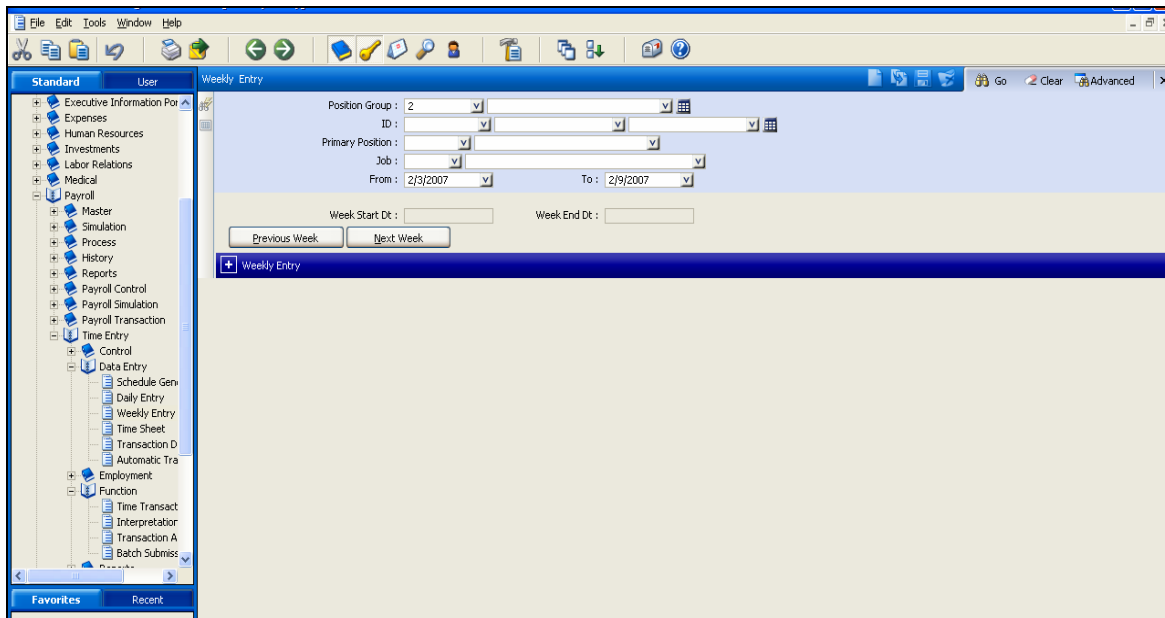 File Edit Tools Window Help
Standard User
Weekly Entry
Go Clear Advanced
Executive Information Por
Expenses
Human Resources
Investments
Labor Relations
Medical
Payroll
Master
Simulation
Process
History
Reports
Payroll Control
Payroll Simulation
Payroll Transaction
Time Entry
Control
Data Entry
Schedule Gen
Daily Entry
Weekly Entry
Time Sheet
Transaction D
Automatic Tra
Employment
Function
Time Transact
Interpretation
Transaction A
Batch Submiss
Favorites Recent
Position Group : 2
ID :
Primary Position :
Job :
From : 2/3/2007 To : 2/9/2007
Week Start Dt : Week End Dt :
Previous Week Next Week
Weekly Entry